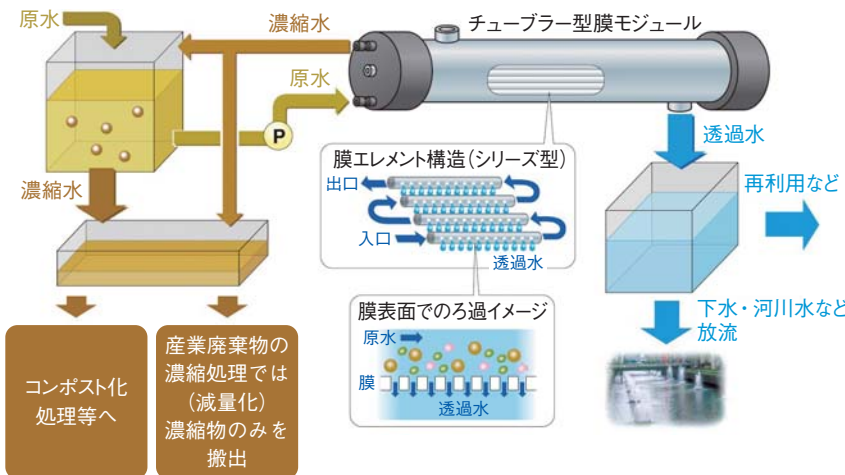 原水
濃縮水
チューブラー型膜モジュール
原水
P
透過水
膜エレメント構造(シリーズ型)
出口
入口
透過水
濃縮水
再利用など
膜表面でのろ過イメージ
原水
膜
透過水
下水・河川水など
放流
コンポスト化
処理等へ
産業廃棄物の
濃縮処理では
(減量化)
濃縮物のみを
搬出